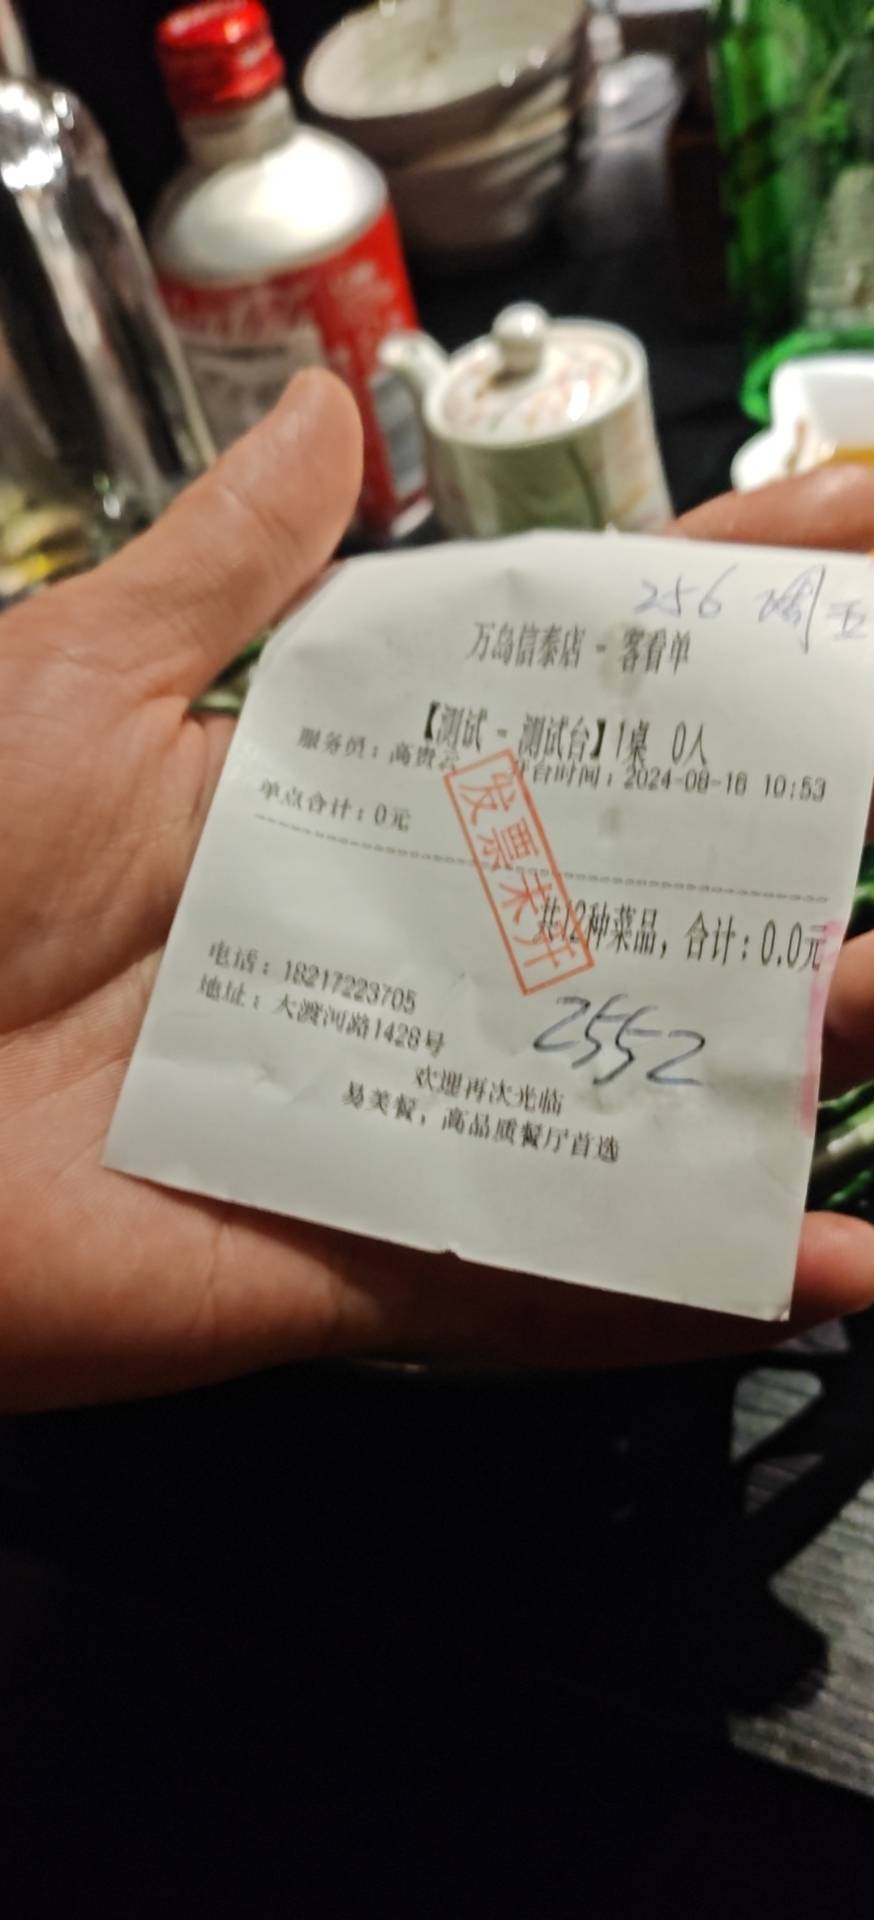 256 周五
万岛信泰店 - 客看单
【测试 - 测试台】1桌 0人
服务员：高贵云 开台时间：2024-08-16 10:53
单点合计：0元
发票未开
共12种菜品，合计：0.0元
2552
电话：18217223705
地址：大渡河路1428号
欢迎再次光临
易美餐，高品质餐厅首选